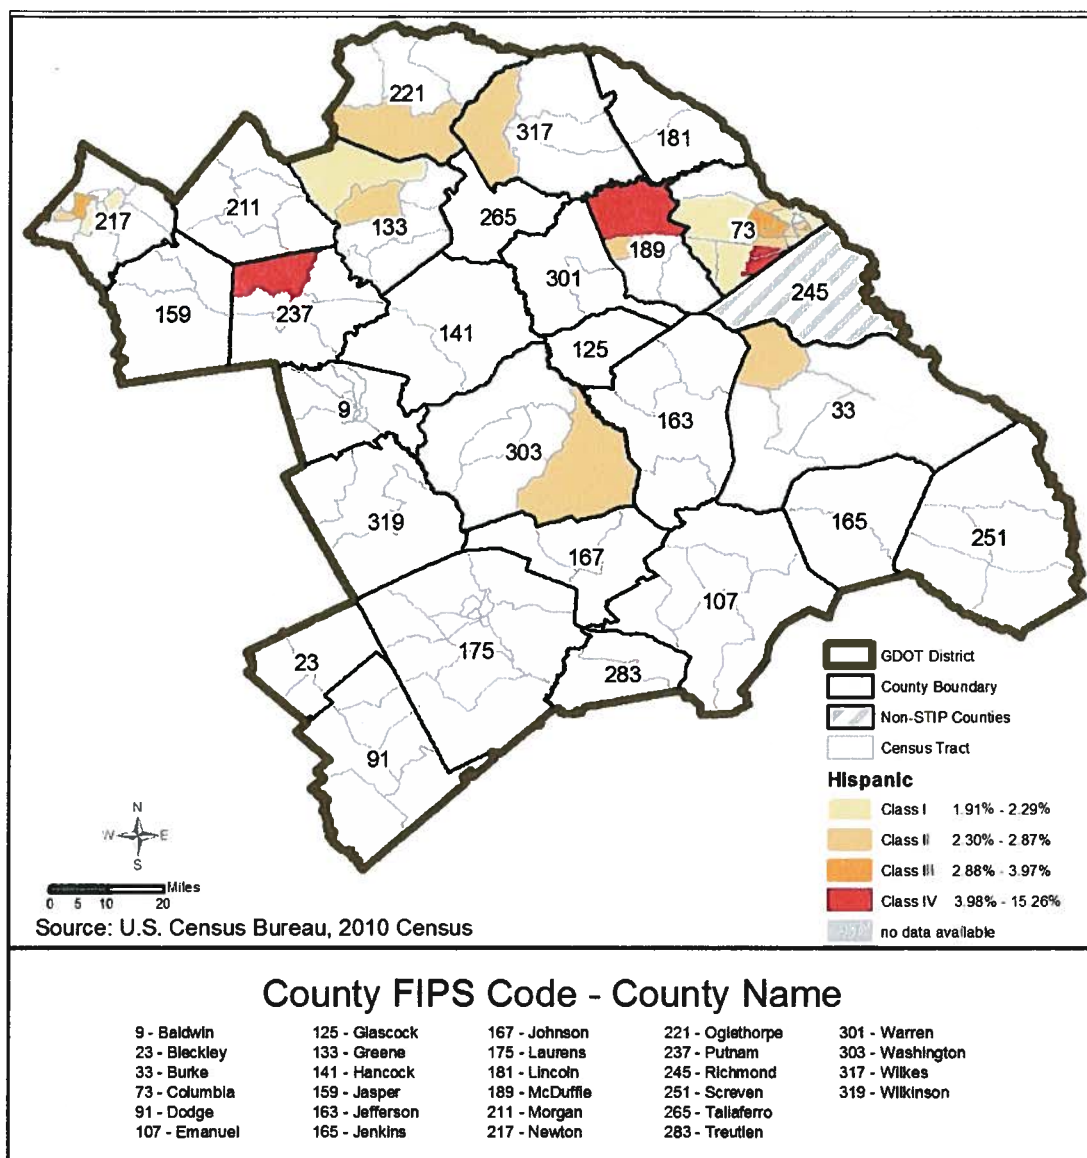 221
317
181
217
211
133
265
189
73
301
245
159
237
141
125
9
303
163
33
319
167
165
251
107
23
175
283
91
GDOT District
County Boundary
Non-STIP Counties
Census Tract
Hispanic
Class I 1.91% - 2.29%
Class II 2.30% - 2.87%
Class III 2.88% - 3.97%
Class IV 3.98% - 15.26%
no data available
N
W E
S
Miles
0 5 10 20
Source: U.S. Census Bureau, 2010 Census
County FIPS Code - County Name
9 - Baldwin
23 - Bleckley
33 - Burke
73 - Columbia
91 - Dodge
107 - Emanuel
125 - Glascock
133 - Greene
141 - Hancock
159 - Jasper
163 - Jefferson
165 - Jenkins
167 - Johnson
175 - Laurens
181 - Lincoln
189 - McDuffie
211 - Morgan
217 - Newton
221 - Oglethorpe
237 - Putnam
245 - Richmond
251 - Screven
265 - Taliaferro
283 - Treutlen
301 - Warren
303 - Washington
317 - Wilkes
319 - Wilkinson